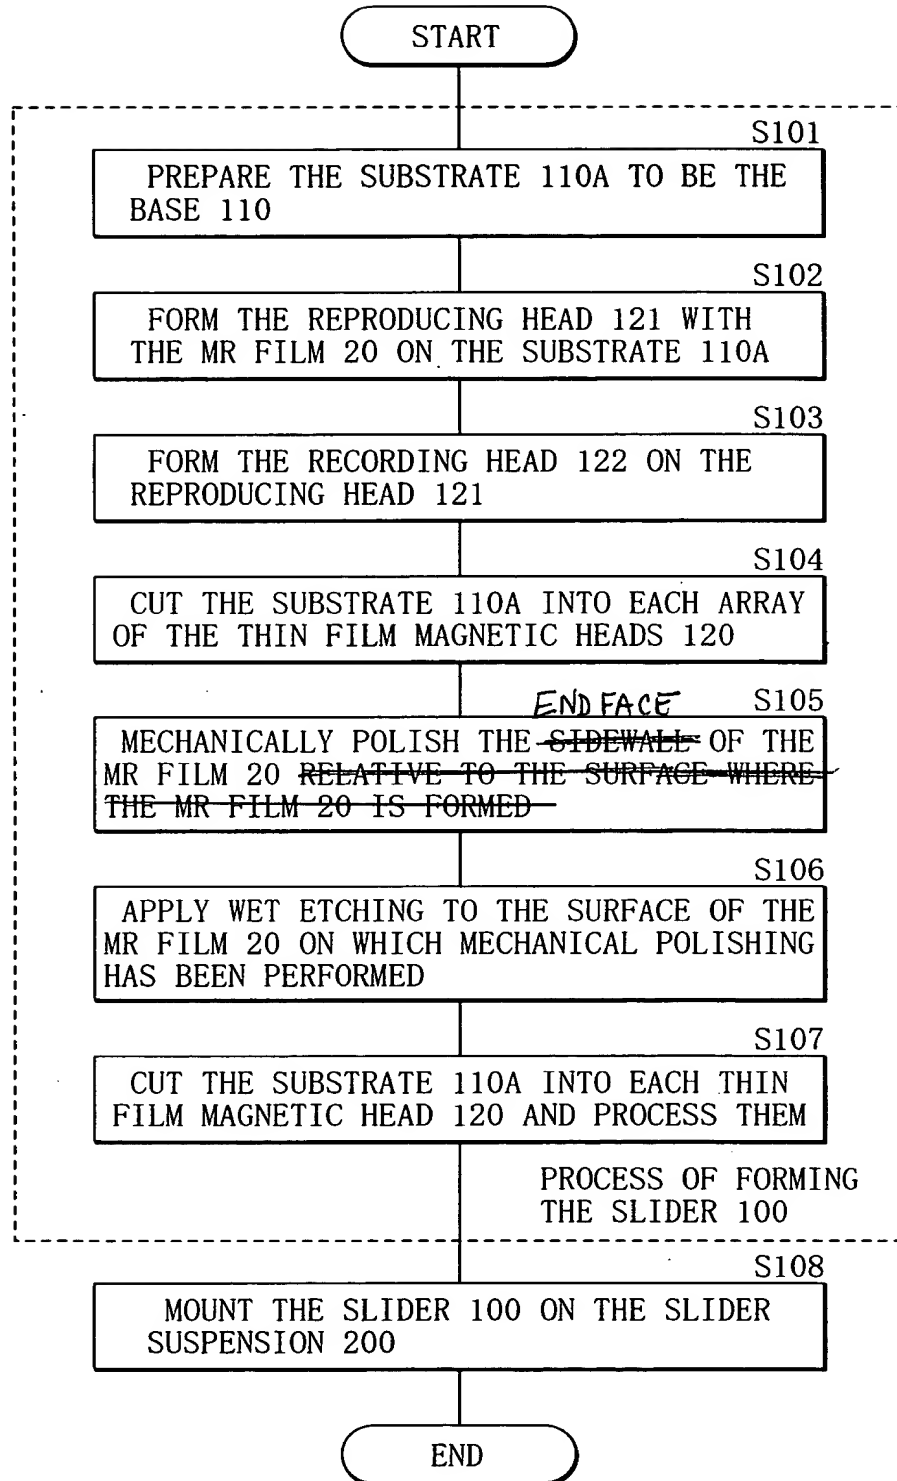 START
S101
PREPARE THE SUBSTRATE 110A TO BE THE
BASE 110
S102
FORM THE REPRODUCING HEAD 121 WITH
THE MR FILM 20 ON THE SUBSTRATE 110A
S103
FORM THE RECORDING HEAD 122 ON THE
REPRODUCING HEAD 121
S104
CUT THE SUBSTRATE 110A INTO EACH ARRAY
OF THE THIN FILM MAGNETIC HEADS 120
S105
END FACE
MECHANICALLY POLISH THE SIDEWALL OF THE
MR FILM 20 RELATIVE TO THE SURFACE WHERE
THE MR FILM 20 IS FORMED
S106
APPLY WET ETCHING TO THE SURFACE OF THE
MR FILM 20 ON WHICH MECHANICAL POLISHING
HAS BEEN PERFORMED
S107
CUT THE SUBSTRATE 110A INTO EACH THIN
FILM MAGNETIC HEAD 120 AND PROCESS THEM
PROCESS OF FORMING
THE SLIDER 100
S108
MOUNT THE SLIDER 100 ON THE SLIDER
SUSPENSION 200
END